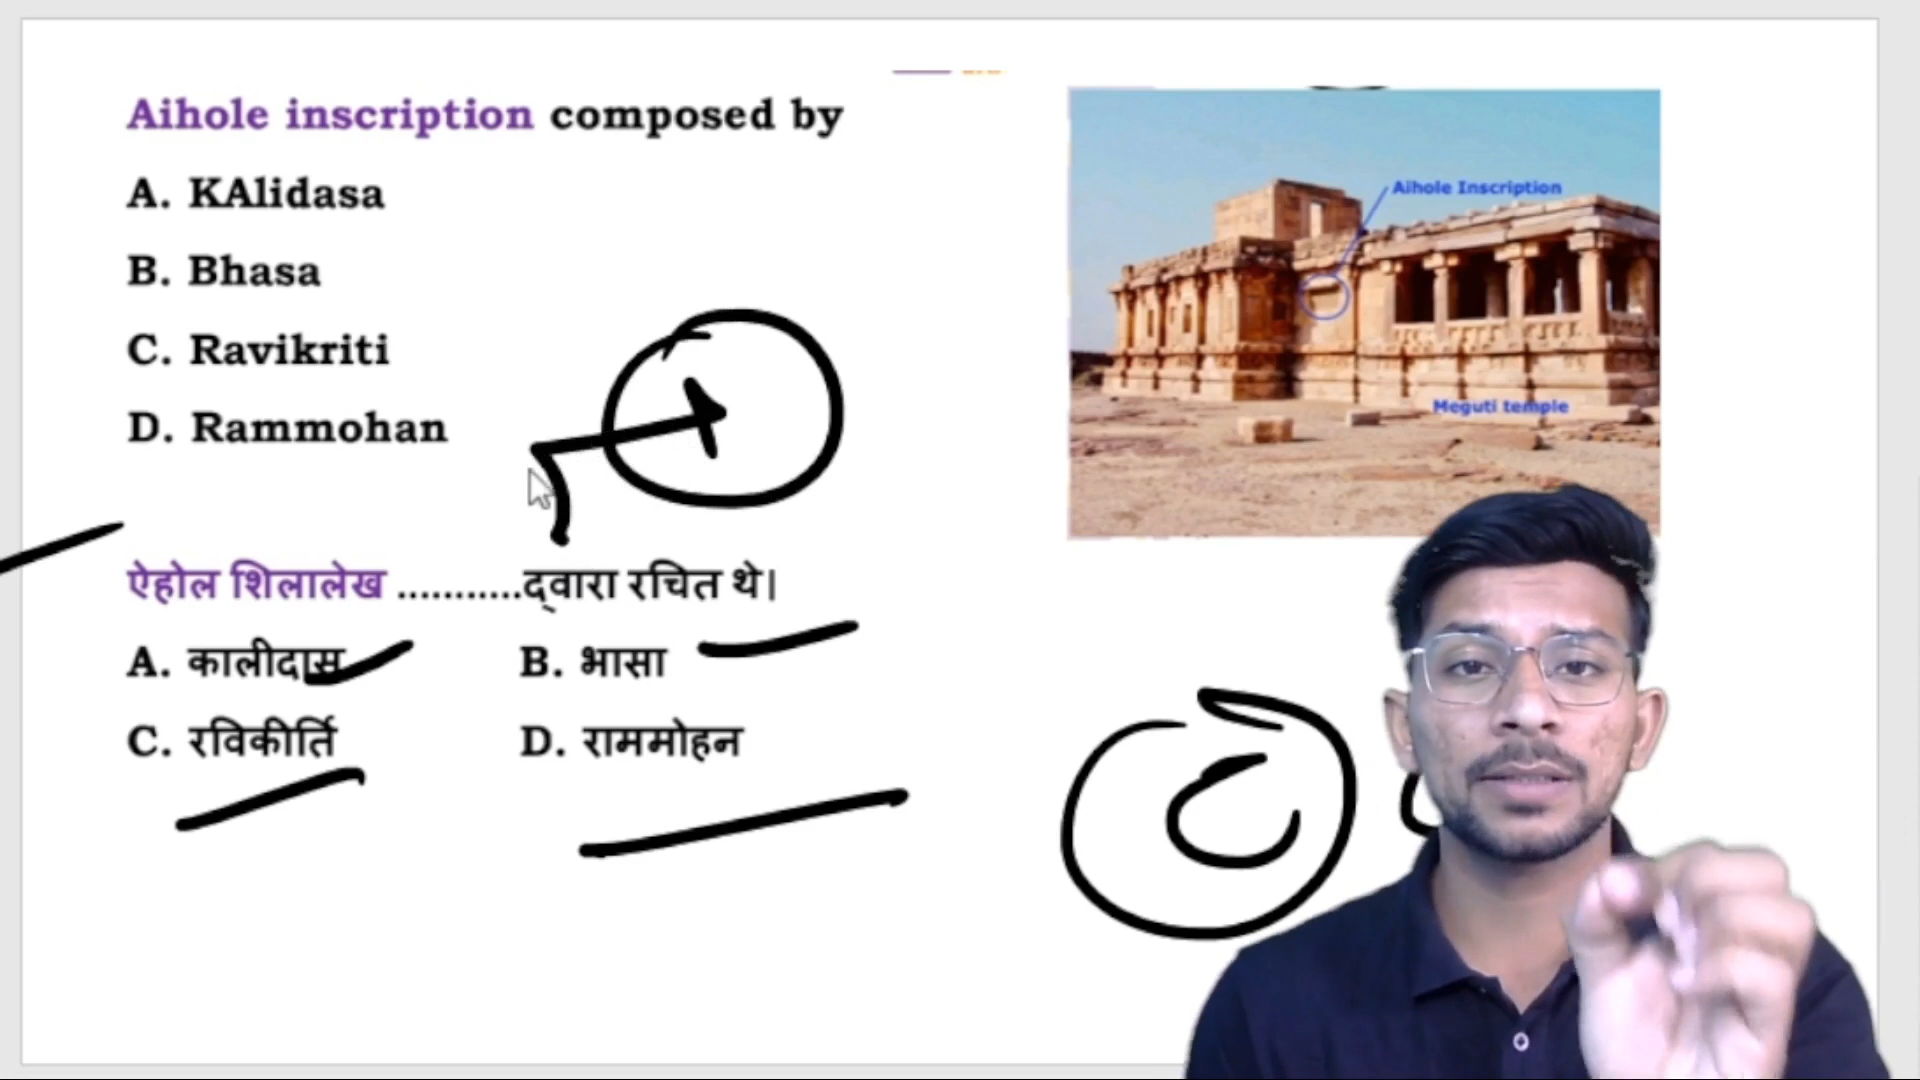 Aihole inscription composed by
A. KAlidasa
B. Bhasa
C. Ravikriti
D. Rammohan
ऐहोल शिलालेख ...........द्वारा रचित थे।
A. कालीदास B. भासा
C. रविकीर्ति D. राममोहन
Aihole Inscription
Meguti temple